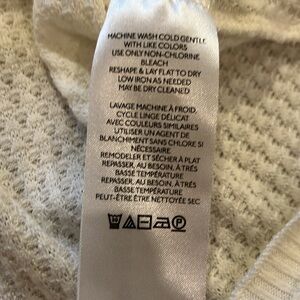 MACHINE WASH COLD GENTLE
WITH LIKE COLORS
USE ONLY NON-CHLORINE
BLEACH
RESHAPE & LAY FLAT TO DRY
LOW IRON AS NEEDED
MAY BE DRY CLEANED
LAVAGE MACHINE À FROID,
CYCLE LINGE DÉLICAT
AVEC COULEURS SIMILAIRES
UTILISER UN AGENT DE
BLANCHIMENT SANS CHLORE SI
NÉCESSAIRE
REMODELER ET SÉCHER À PLAT
REPASSER, AU BESOIN, À TRÈS
BASSE TEMPÉRATURE
REPASSER, AU BESOIN, À TRÈS
BASSE TEMPÉRATURE
PEUT-ÊTRE ÊTRE NETTOYÉE SEC
P